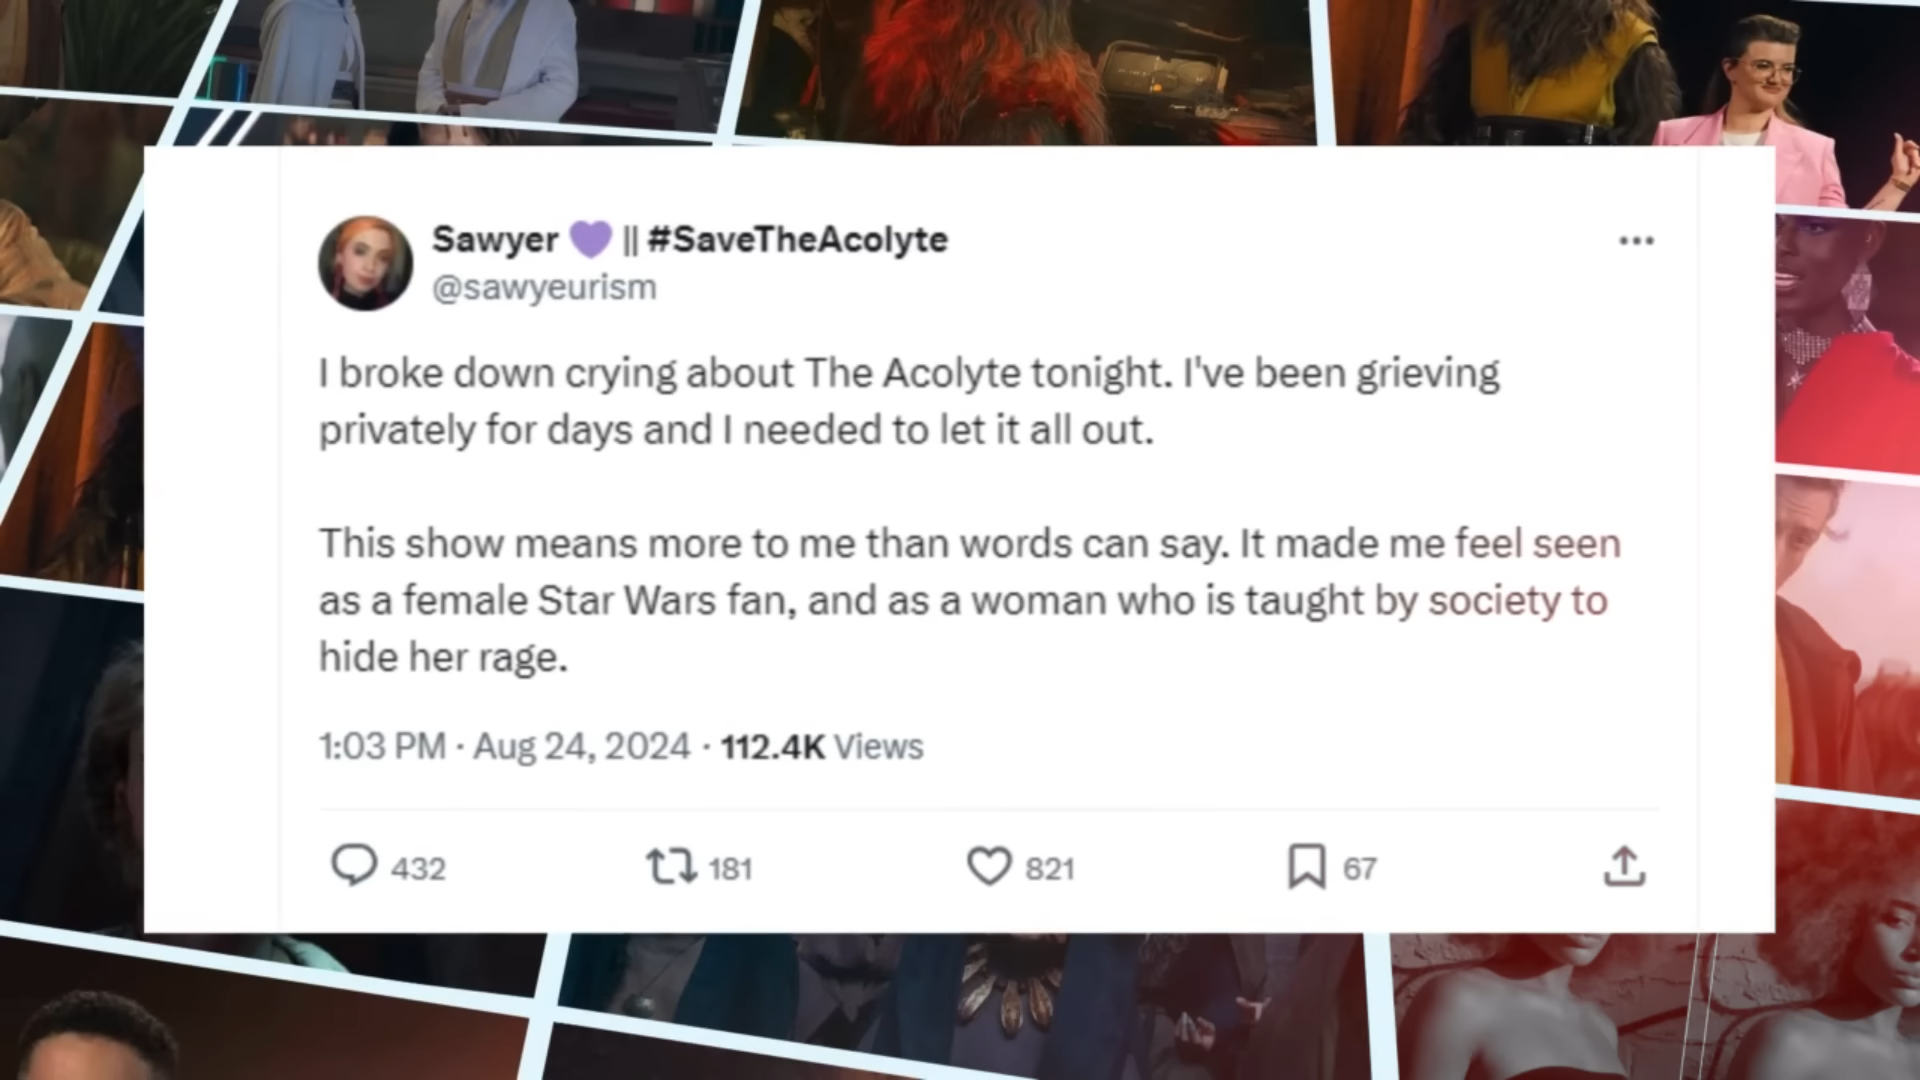 Sawyer 💜 || #SaveTheAcolyte
@sawyeurism
I broke down crying about The Acolyte tonight. I've been grieving
privately for days and I needed to let it all out.
This show means more to me than words can say. It made me feel seen
as a female Star Wars fan, and as a woman who is taught by society to
hide her rage.
1:03 PM · Aug 24, 2024 · 112.4K Views
432 181 821 67